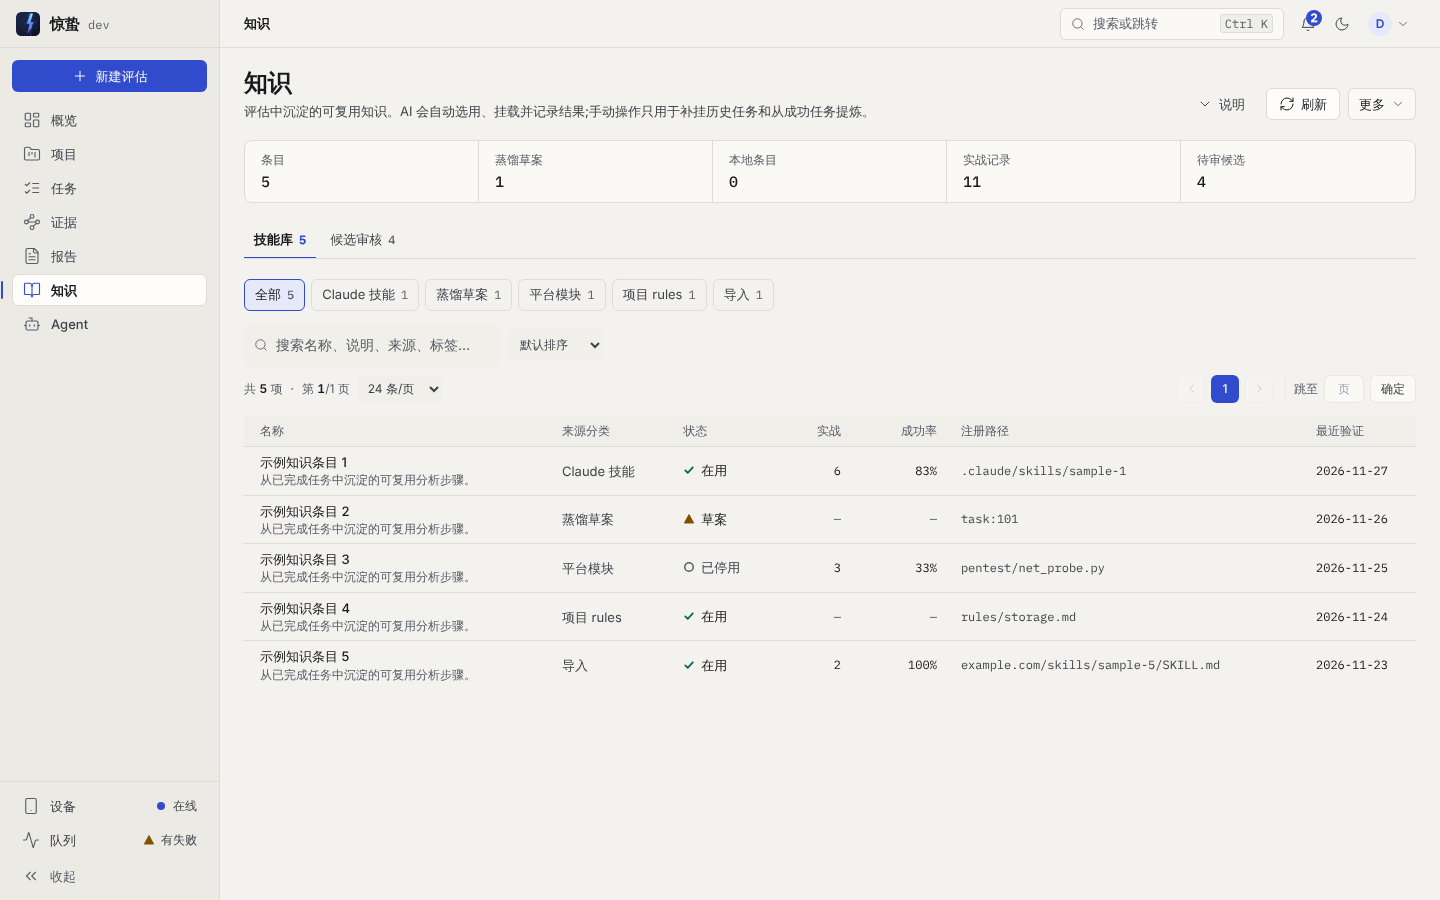 惊蛰 dev
知识
搜索或跳转 Ctrl K
2
D
新建评估
概览
项目
任务
证据
报告
知识
Agent
设备 在线
队列 有失败
收起
知识
评估中沉淀的可复用知识。AI 会自动选用、挂载并记录结果;手动操作只用于补挂历史任务和从成功任务提炼。
说明 刷新 更多
条目 蒸馏草案 本地条目 实战记录 待审候选
5 1 0 11 4
技能库 5 候选审核 4
全部 5 Claude 技能 1 蒸馏草案 1 平台模块 1 项目 rules 1 导入 1
搜索名称、说明、来源、标签... 默认排序
共 5 项 · 第 1/1 页 24 条/页 1 跳至 页 确定
名称 来源分类 状态 实战 成功率 注册路径 最近验证
示例知识条目 1
从已完成任务中沉淀的可复用分析步骤。
Claude 技能 在用 6 83% .claude/skills/sample-1 2026-11-27
示例知识条目 2
从已完成任务中沉淀的可复用分析步骤。
蒸馏草案 草案 — — task:101 2026-11-26
示例知识条目 3
从已完成任务中沉淀的可复用分析步骤。
平台模块 已停用 3 33% pentest/net_probe.py 2026-11-25
示例知识条目 4
从已完成任务中沉淀的可复用分析步骤。
项目 rules 在用 — — rules/storage.md 2026-11-24
示例知识条目 5
从已完成任务中沉淀的可复用分析步骤。
导入 在用 2 100% example.com/skills/sample-5/SKILL.md 2026-11-23